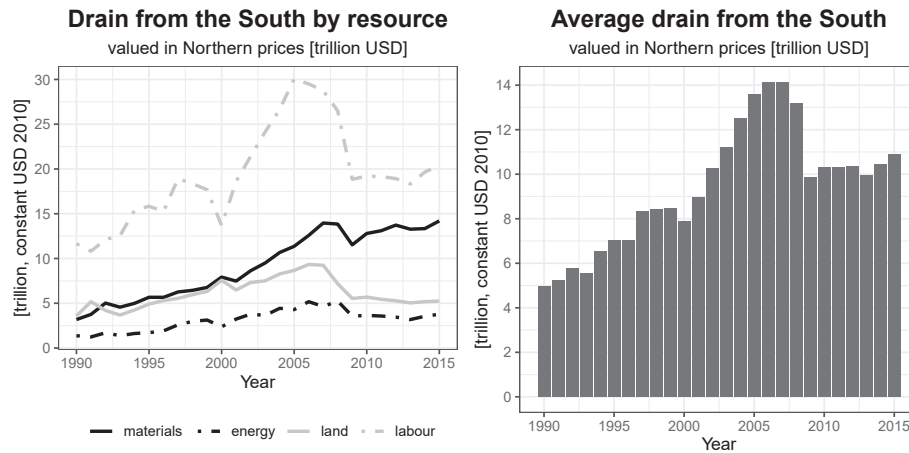 Drain from the South by resource
valued in Northern prices [trillion USD]
[trillion, constant USD 2010]
30
25
20
15
10
5
0
1990
1995
2000
2005
2010
2015
Year
materials
energy
land
labour
Average drain from the South
valued in Northern prices [trillion USD]
[trillion, constant USD 2010]
14
12
10
8
6
4
2
0
1990
1995
2000
2005
2010
2015
Year